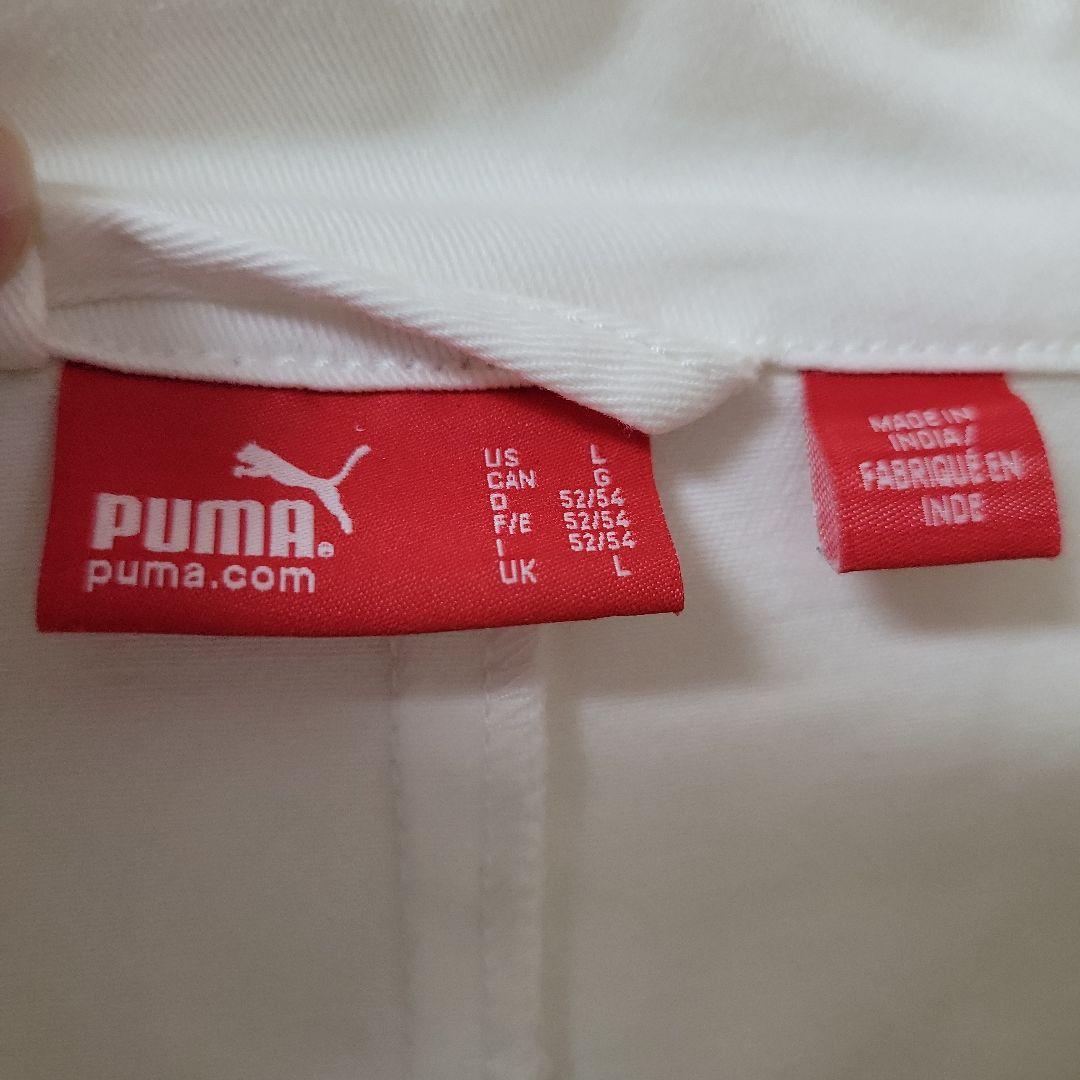 PUMA®
puma.com
US L
CAN G
D 52/54
F/E 52/54
I 52/54
UK L
MADE IN
INDIA/
FABRIQUÉ EN
INDE